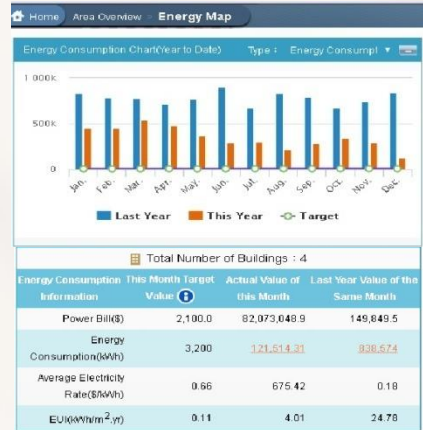 Home Area Overview Energy Map
Energy Consumption Chart(Year to Date) Type : Energy Consumpl
1 000k
500k
0
Jan. Feb. Mar. Apr. May. Jun. Jul. Aug. Sep. Oct. Nov. Dec.
Last Year This Year Target
Total Number of Buildings : 4
Energy Consumption This Month Target Actual Value of Last Year Value of the
Information Value this Month Same Month
Power Bill($) 2,100.0 82,073,048.9 149,849.5
Energy
Consumption(kWh) 3,200 121,514.31 838,574
Average Electricity
Rate($/kWh) 0.66 675.42 0.18
EUI(kWh/m².yr) 0.11 4.01 24.78